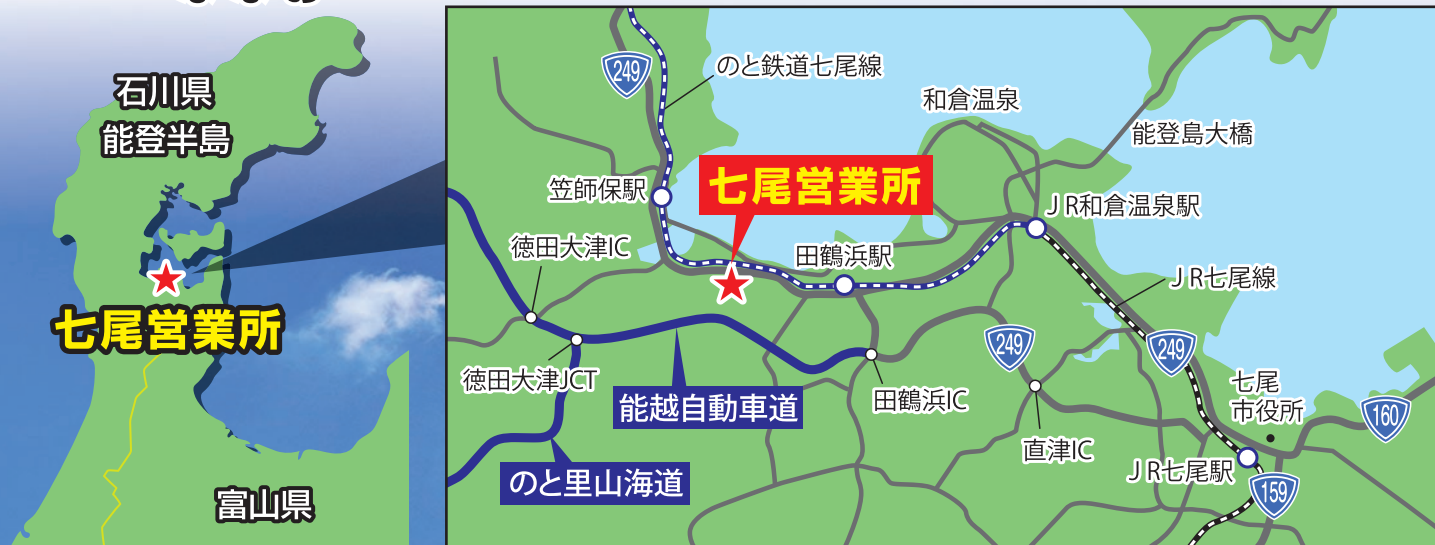 石川県
能登半島
七尾営業所
富山県
249
のと鉄道七尾線
和倉温泉
能登島大橋
笠師保駅
七尾営業所
JR和倉温泉駅
徳田大津IC
田鶴浜駅
JR七尾線
249
249
徳田大津JCT
能越自動車道
田鶴浜IC
七尾
市役所
160
直津IC
のと里山海道
JR七尾駅
159